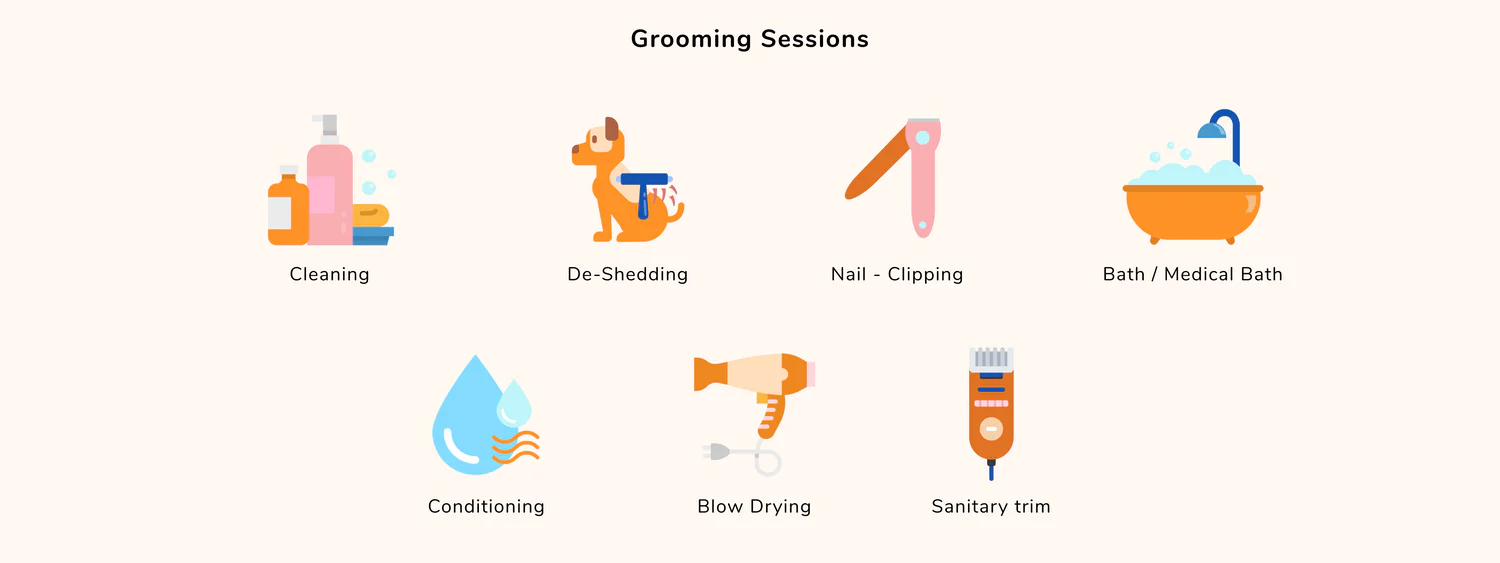 Grooming Sessions
Cleaning
De-Shedding
Nail - Clipping
Bath / Medical Bath
Conditioning
Blow Drying
Sanitary trim